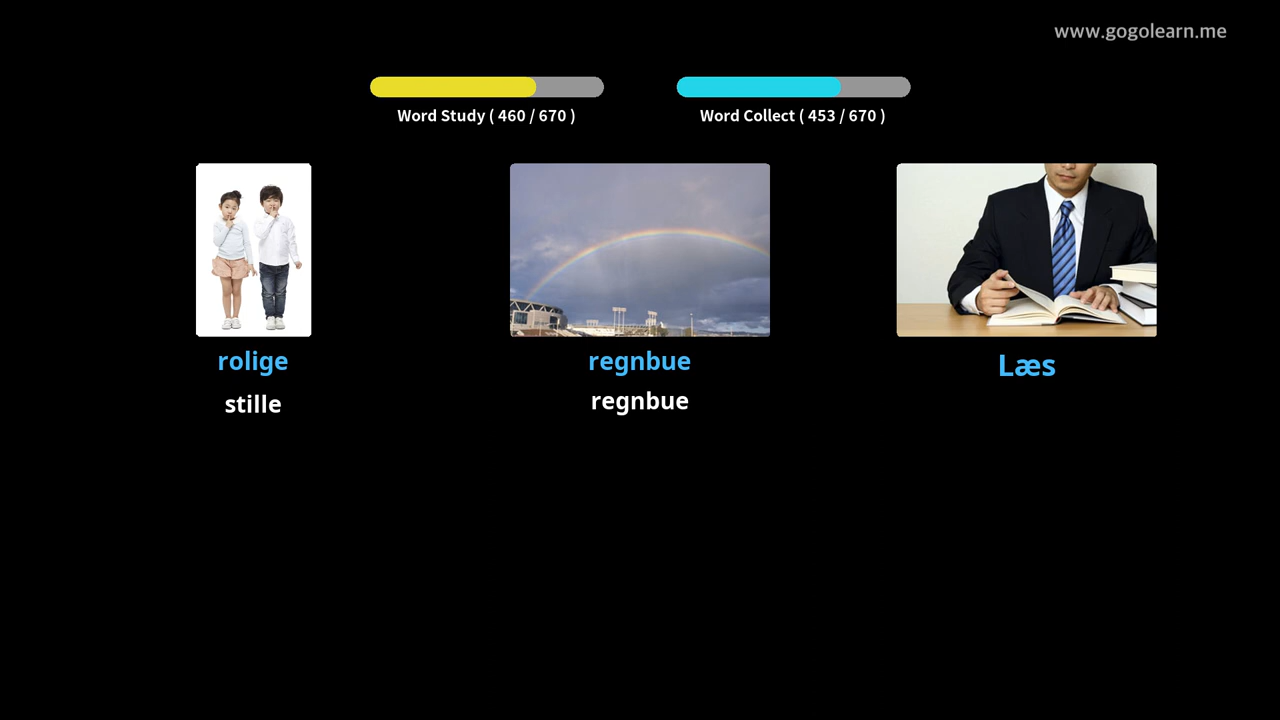 www.gogolearn.me
Word Study ( 460 / 670 )
Word Collect ( 453 / 670 )
rolige
stille
regnbue
regnbue
Læs